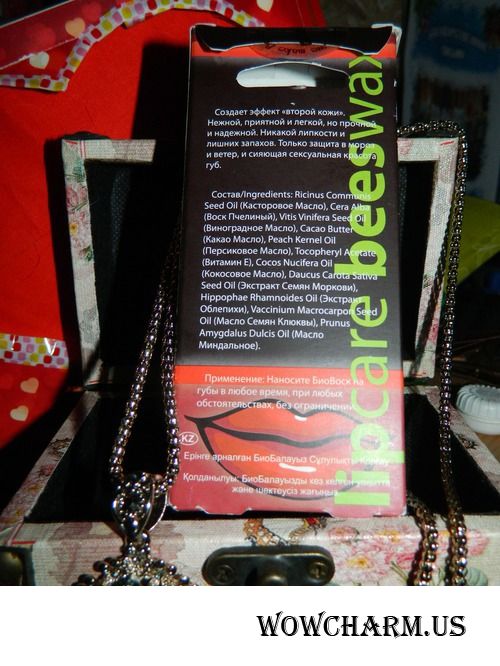 Создает эффект «второй кожи».
Нежной, приятной и легкой, но прочной
и надежной. Никакой липкости и
лишних запахов. Только защита в мороз
и ветер, и сияющая сексуальная красота
губ.
Состав/Ingredients: Ricinus Communis
Seed Oil (Касторовое Масло), Cera Alba
(Воск Пчелиный), Vitis Vinifera Seed Oil
(Виноградное Масло), Cacao Butter
(Какао Масло), Peach Kernel Oil
(Персиковое Масло), Tocopheryl Acetate
(Витамин Е), Cocos Nucifera Oil
(Кокосовое Масло), Daucus Carota Sativa
Seed Oil (Экстракт Семян Моркови),
Hippophae Rhamnoides Oil (Экстракт
Облепихи), Vaccinium Macrocarpon Seed
Oil (Масло Семян Клюквы), Prunus
Amygdalus Dulcis Oil (Масло
Миндальное).
Применение: Наносите БиоВоск на
губы в любое время, при любых
обстоятельствах, без ограничений.
KZ
Ерінге арналған БиоБалауыз Сұлулықты
Қолданылуы: БиоБалауызды кез келген уақытта
және шектеусіз жағыңыз.
lipcare beeswax
WOWCHARM.US